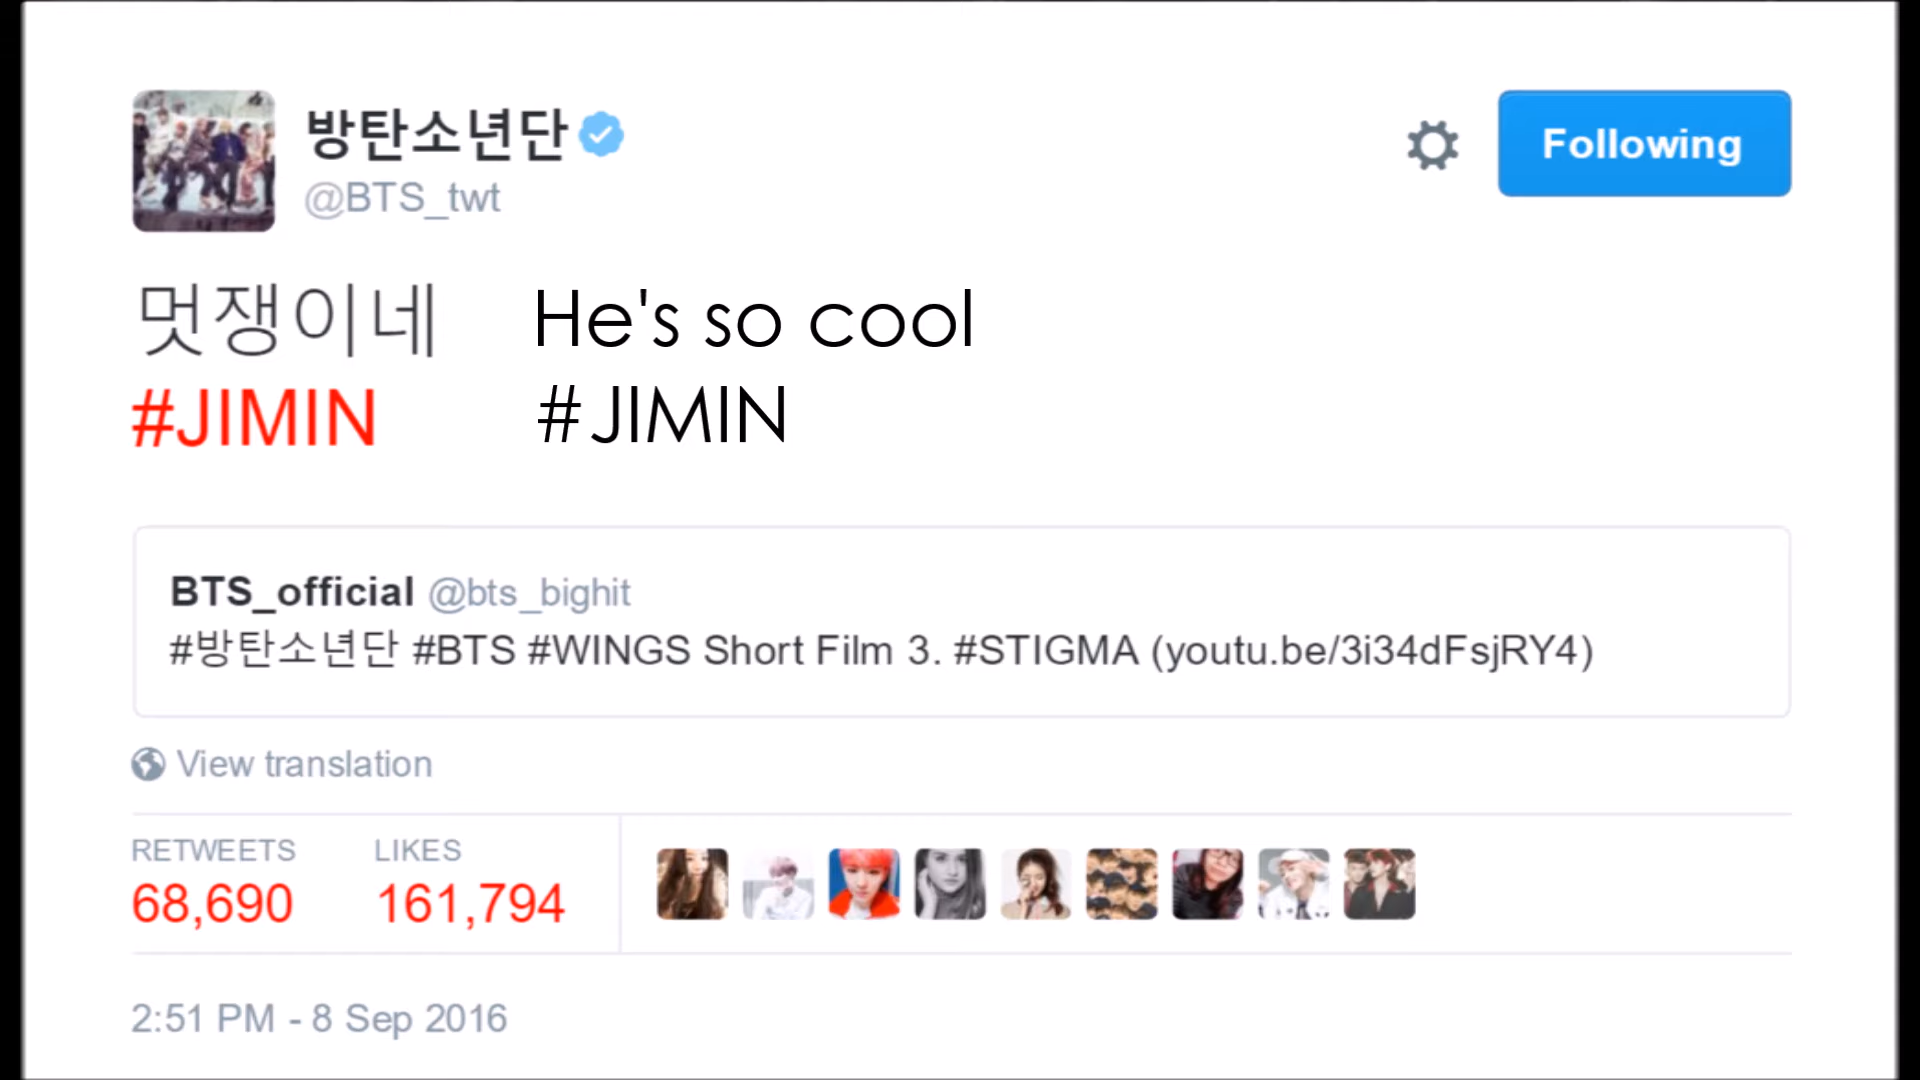 방탄소년단
@BTS_twt
Following
멋쟁이네 He's so cool
#JIMIN #JIMIN
BTS_official @bts_bighit
#방탄소년단 #BTS #WINGS Short Film 3. #STIGMA (youtu.be/3i34dFsjRY4)
View translation
RETWEETS LIKES
68,690 161,794
2:51 PM - 8 Sep 2016